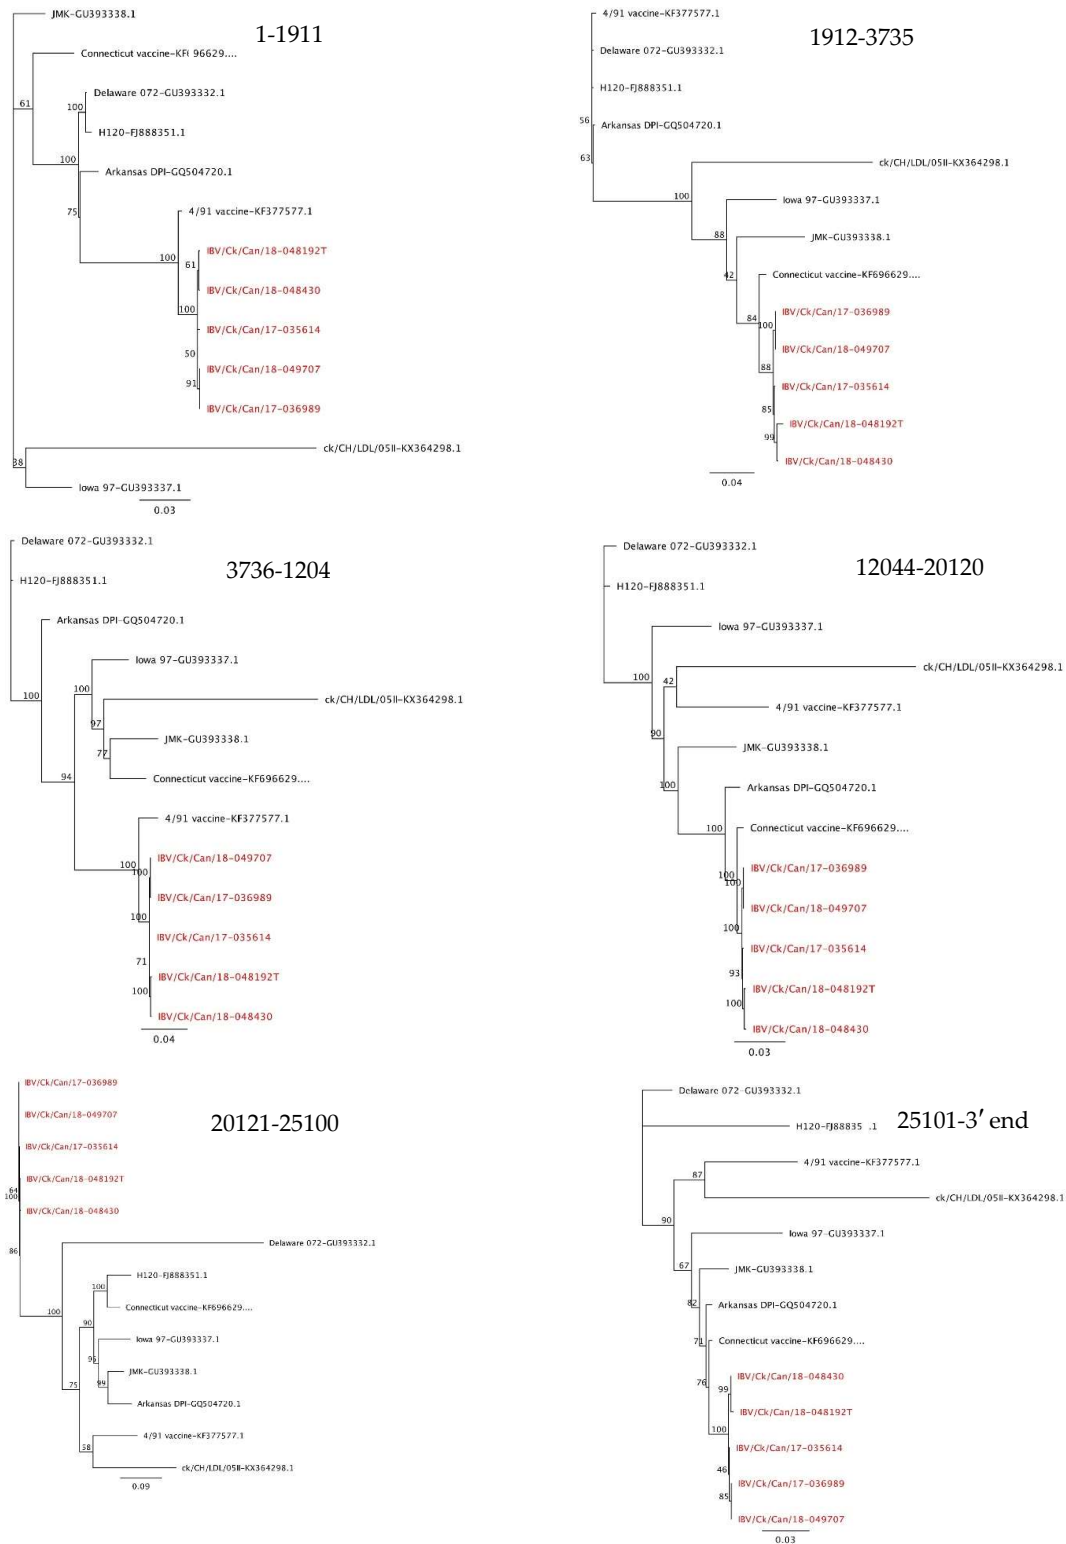 1-1911
JMK-GU393338.1
Connecticut vaccine-KF( 96629....
61
Delaware 072-GU393332.1
100
H120-FJ888351.1
100
Arkansas DPI-GQ504720.1
75
4/91 vaccine-KF377577.1
IBV/Ck/Can/18-048192T
100
61
IBV/Ck/Can/18-048430
100
IBV/Ck/Can/17-035614
50
IBV/Ck/Can/18-049707
91
IBV/Ck/Can/17-036989
ck/CH/LDL/05II-KX364298.1
38
Iowa 97-GU393337.1
0.03
1912-3735
4/91 vaccine-KF377577.1
Delaware 072-GU393332.1
H120-FJ888351.1
56
Arkansas DPI-GQ504720.1
63
ck/CH/LDL/05II-KX364298.1
100
Iowa 97-GU393337.1
88
JMK-GU393338.1
42
Connecticut vaccine-KF696629....
IBV/Ck/Can/17-036989
84
100
IBV/Ck/Can/18-049707
88
IBV/Ck/Can/17-035614
85
IBV/Ck/Can/18-048192T
99
IBV/Ck/Can/18-048430
0.04
3736-1204
Delaware 072-GU393332.1
H120-FJ888351.1
Arkansas DPI-GQ504720.1
Iowa 97-GU393337.1
100
100
ck/CH/LDL/05II-KX364298.1
97
JMK-GU393338.1
77
Connecticut vaccine-KF696629....
94
4/91 vaccine-KF377577.1
IBV/Ck/Can/18-049707
100
100
IBV/Ck/Can/17-036989
100
IBV/Ck/Can/17-035614
71
IBV/Ck/Can/18-048192T
100
IBV/Ck/Can/18-048430
0.04
12044-20120
Delaware 072-GU393332.1
H120-FJ888351.1
Iowa 97-GU393337.1
ck/CH/LDL/05II-KX364298.1
100
42
4/91 vaccine-KF377577.1
90
JMK-GU393338.1
100
Arkansas DPI-GQ504720.1
100
Connecticut vaccine-KF696629....
IBV/Ck/Can/17-036989
100
100
IBV/Ck/Can/18-049707
100
IBV/Ck/Can/17-035614
93
IBV/Ck/Can/18-048192T
100
IBV/Ck/Can/18-048430
0.03
20121-25100
IBV/Ck/Can/17-036989
IBV/Ck/Can/18-049707
IBV/Ck/Can/17-035614
IBV/Ck/Can/18-048192T
64
100
IBV/Ck/Can/18-048430
86
Delaware 072-GU393332.1
H120-FJ888351.1
100
Connecticut vaccine-KF696629....
100
90
Iowa 97-GU393337.1
95
JMK-GU393338.1
99
75
Arkansas DPI-GQ504720.1
4/91 vaccine-KF377577.1
58
ck/CH/LDL/05II-KX364298.1
0.09
25101-3′ end
Delaware 072-GU393332.1
H120-FJ88835 .1
4/91 vaccine-KF377577.1
87
ck/CH/LDL/05II-KX364298.1
90
Iowa 97-GU393337.1
67
JMK-GU393338.1
82
Arkansas DPI-GQ504720.1
71
Connecticut vaccine-KF696629....
76
IBV/Ck/Can/18-048430
99
IBV/Ck/Can/18-048192T
100
IBV/Ck/Can/17-035614
46
IBV/Ck/Can/17-036989
85
IBV/Ck/Can/18-049707
0.03